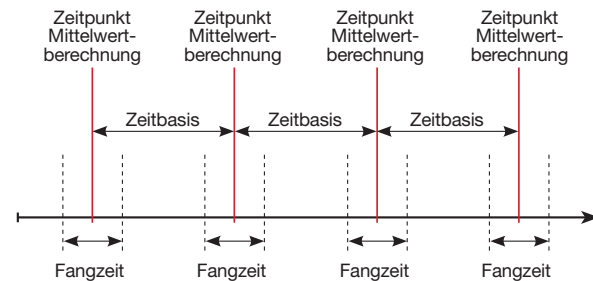 Zeitpunkt Zeitpunkt Zeitpunkt Zeitpunkt
Mittelwert- Mittelwert- Mittelwert- Mittelwert-
berechnung berechnung berechnung berechnung
Zeitbasis Zeitbasis Zeitbasis
Fangzeit Fangzeit Fangzeit Fangzeit